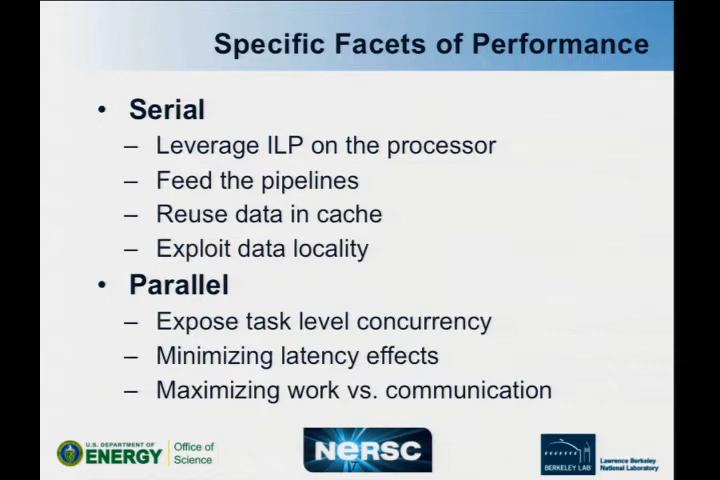 Specific Facets of Performance
• Serial
– Leverage ILP on the processor
– Feed the pipelines
– Reuse data in cache
– Exploit data locality
• Parallel
– Expose task level concurrency
– Minimizing latency effects
– Maximizing work vs. communication
U.S. DEPARTMENT OF
ENERGY
Office of
Science
NERSC
BERKELEY LAB
Lawrence Berkeley
National Laboratory